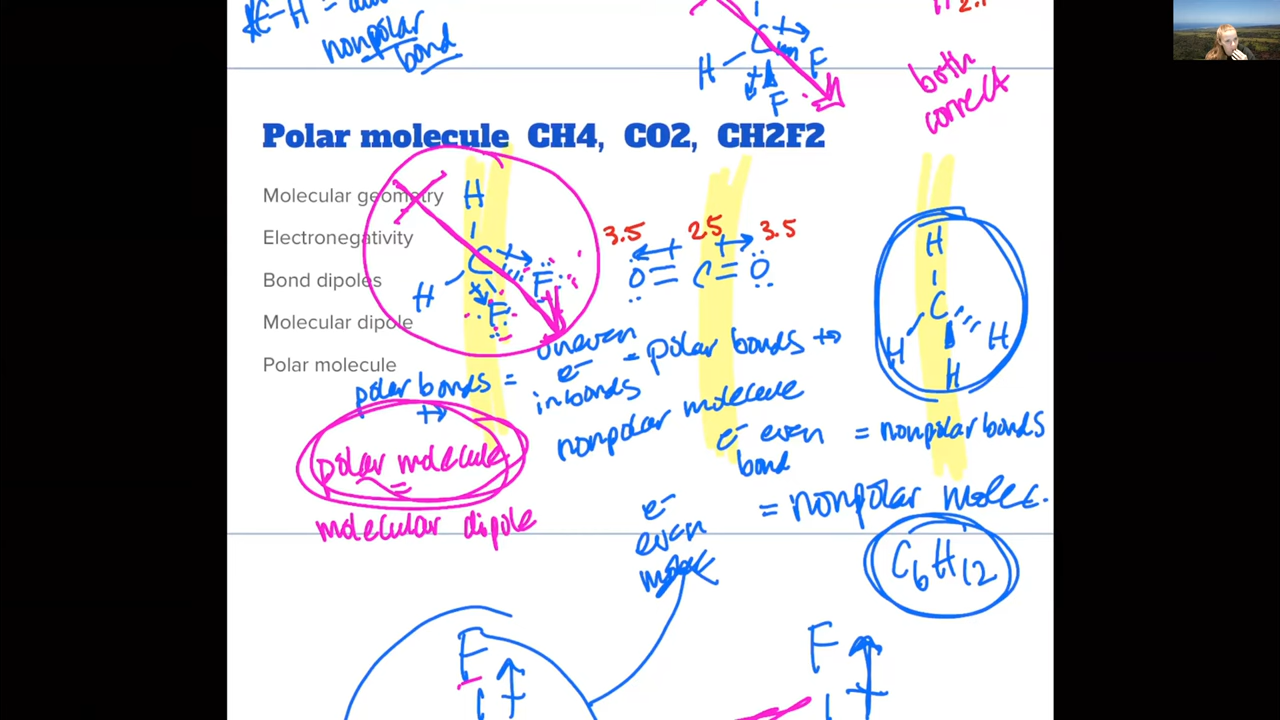 C-H =
nonpolar
bond
C
H
F
F
2.1
both
correct
Polar molecule CH4, CO2, CH2F2
Molecular geometry
Electronegativity
Bond dipoles
Molecular dipole
Polar molecule
H
C
H
F
F
3.5 2.5 3.5
O=C=O
H
C
H
H
H
polar bonds = uneven
e-
in bonds
polar molecule
molecular dipole
= polar bonds
nonpolar molecule
e- even
bond
= nonpolar bonds
= nonpolar molec.
e-
even
C6H12
F
F